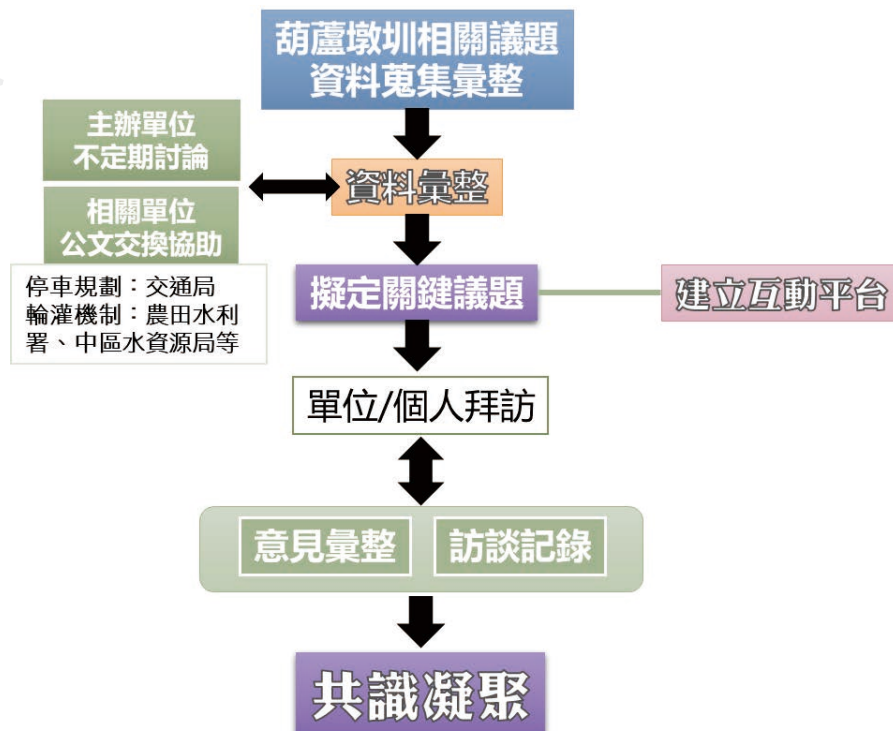 葫蘆墩圳相關議題
資料蒐集彙整
主辦單位
不定期討論
資料彙整
相關單位
公文交換協助
停車規劃：交通局
輪灌機制：農田水利
署、中區水資源局等
擬定關鍵議題
建立互動平台
單位/個人拜訪
意見彙整
訪談記錄
共識凝聚